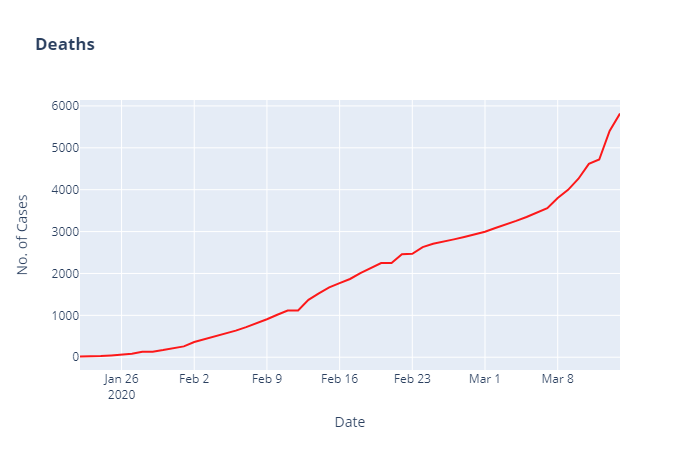 Deaths
6000
5000
4000
3000
2000
1000
0
No. of Cases
Jan 26
2020
Feb 2
Feb 9
Feb 16
Feb 23
Mar 1
Mar 8
Date